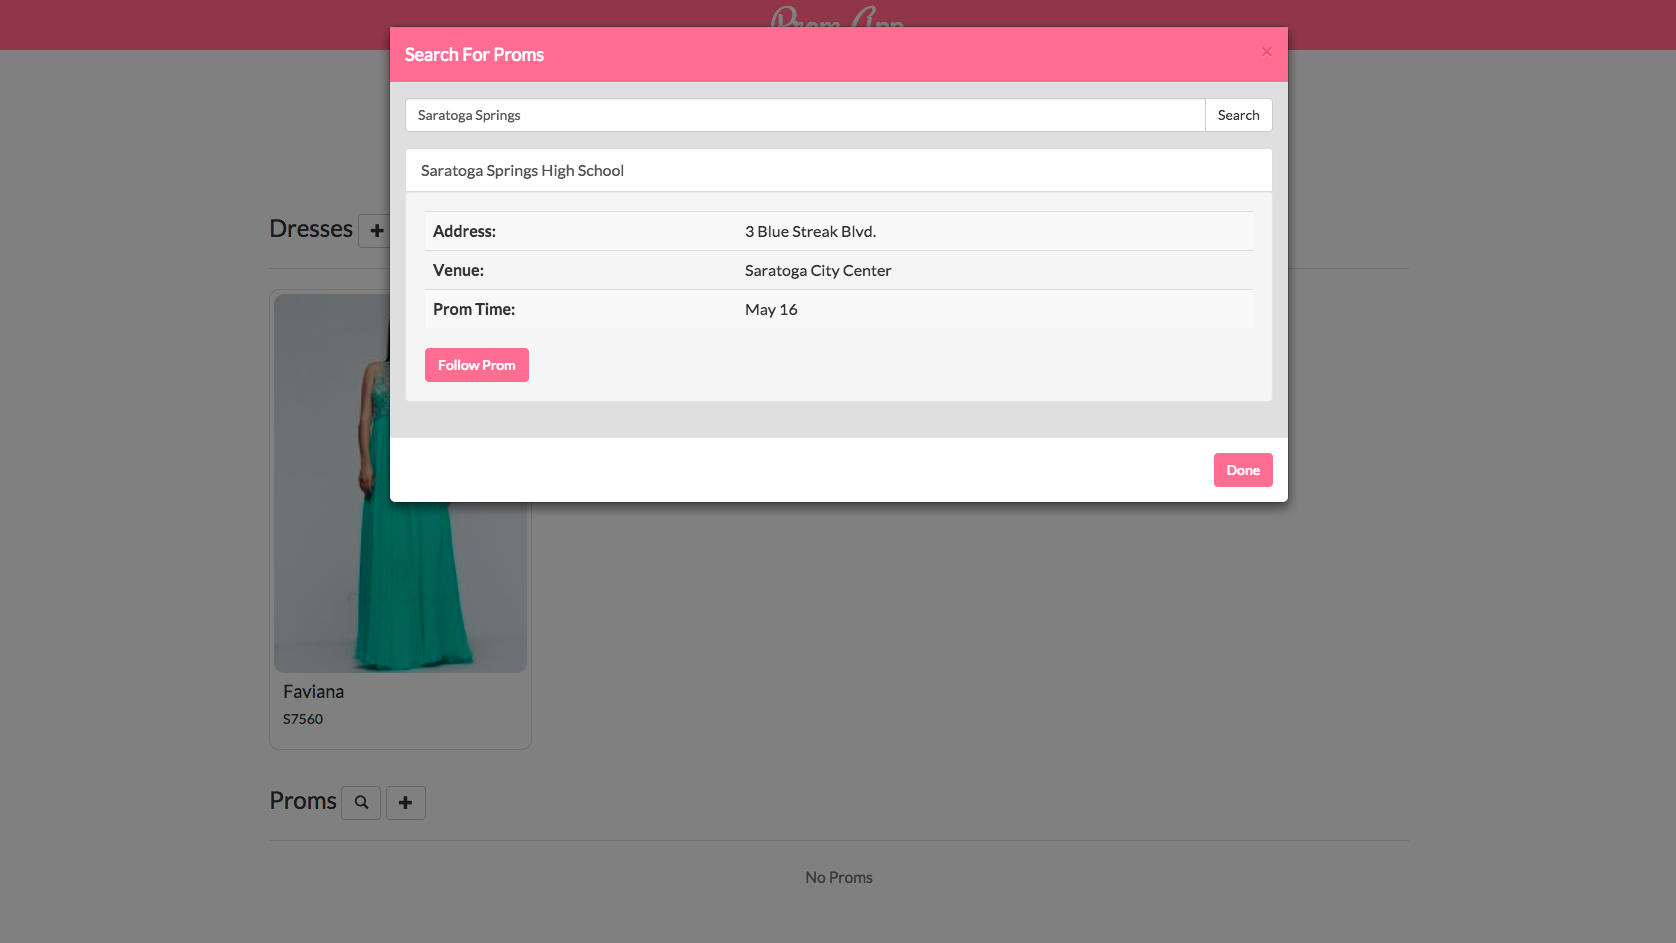 Prom App
Search For Proms ×
Saratoga Springs Search
Saratoga Springs High School
Address: 3 Blue Streak Blvd.
Venue: Saratoga City Center
Prom Time: May 16
Follow Prom
Done
Dresses
Faviana
S7560
Proms
No Proms